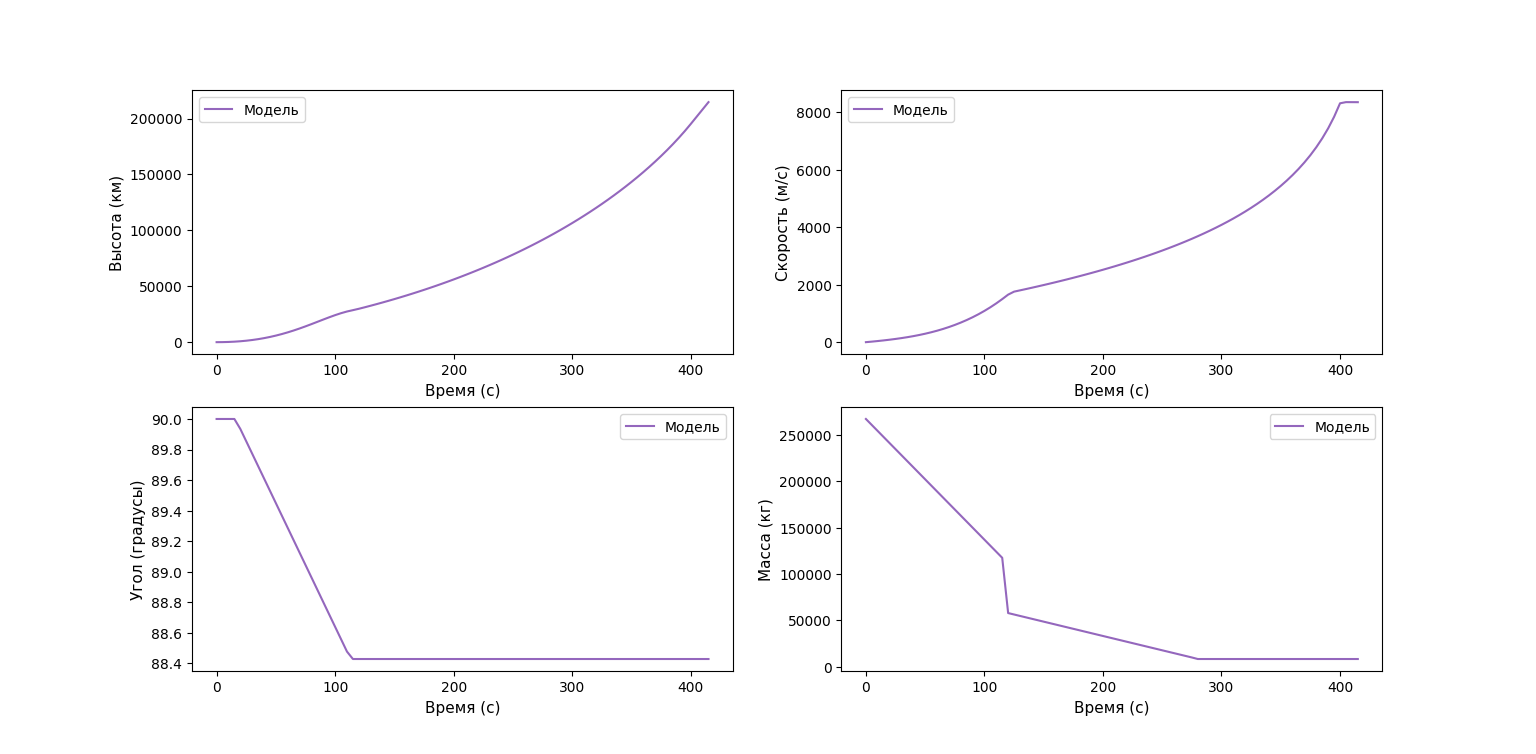 Модель
Высота (км)
200000
150000
100000
50000
0
0 100 200 300 400
Время (с)
Модель
Скорость (м/с)
8000
6000
4000
2000
0
0 100 200 300 400
Время (с)
Модель
Угол (градусы)
90.0
89.8
89.6
89.4
89.2
89.0
88.8
88.6
88.4
0 100 200 300 400
Время (с)
Модель
Масса (кг)
250000
200000
150000
100000
50000
0
0 100 200 300 400
Время (с)